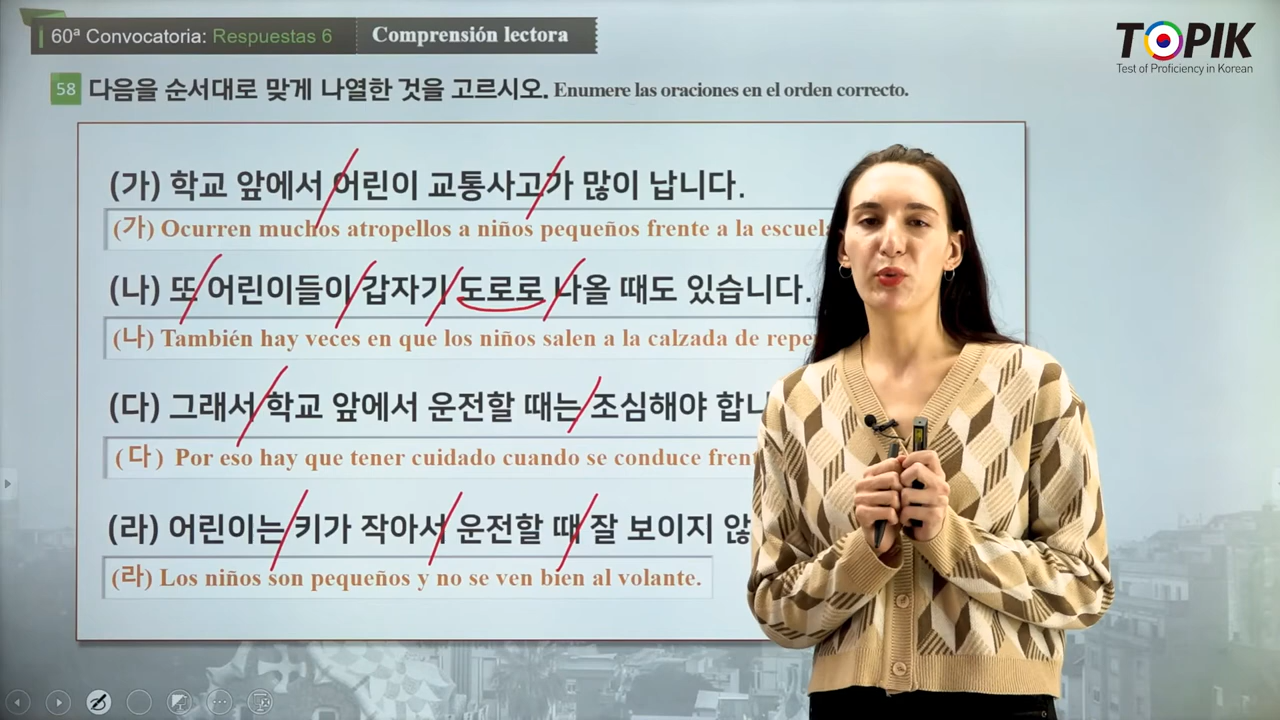 60ª Convocatoria: Respuestas 6 Comprensión lectora
TOPIK
Test of Proficiency in Korean
58 다음을 순서대로 맞게 나열한 것을 고르시오. Enumere las oraciones en el orden correcto.
(가) 학교 앞에서 어린이 교통사고가 많이 납니다.
(가) Ocurren muchos atropellos a niños pequeños frente a la escuela
(나) 또 어린이들이 갑자기 도로로 나올 때도 있습니다.
(나) También hay veces en que los niños salen a la calzada de
(다) 그래서 학교 앞에서 운전할 때는 조심해야
(다) Por eso hay que tener cuidado cuando se conduce
(라) 어린이는 키가 작아서 운전할 때 잘 보이지
(라) Los niños son pequeños y no se ven bien al volante.